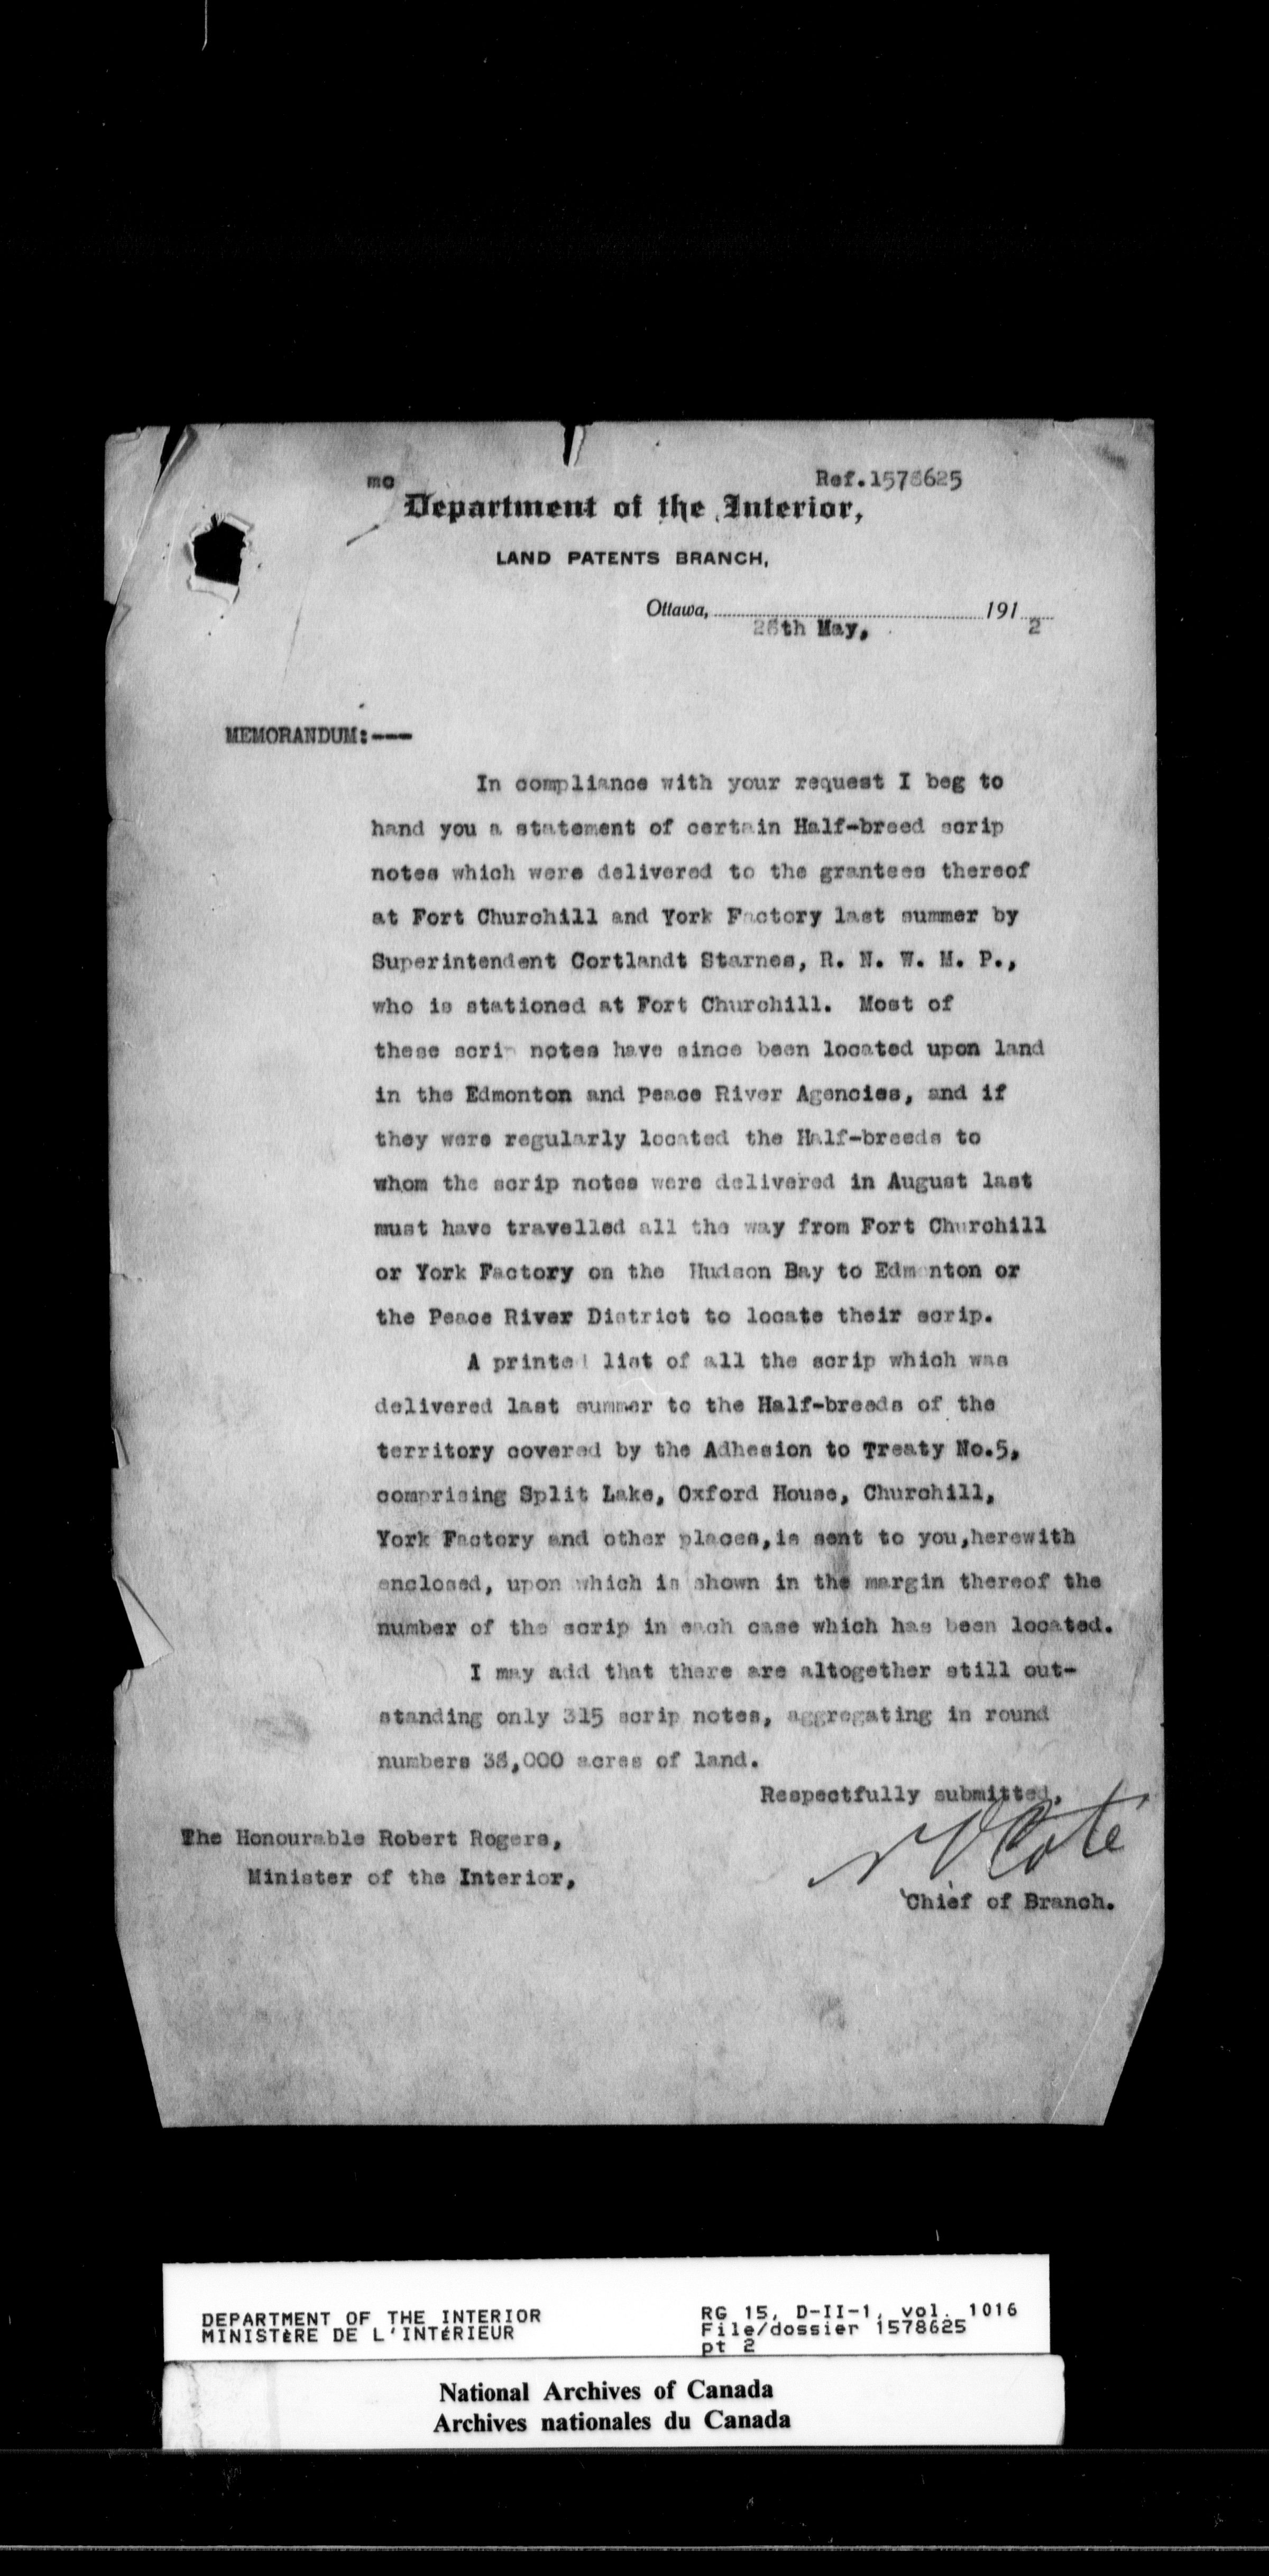 mo
Ref.1578625
Department of the Interior,
LAND PATENTS BRANCH,
Ottawa, 191
May, 2
MEMORANDUM:---
In compliance with your request I beg to
hand you a statement of certain Half-breed scrip
notes which were delivered to the grantees thereof
at Fort Churchill and York Factory last summer by
Superintendent Cortlandt Starnes, R. N. W. M. P.,
who is stationed at Fort Churchill. Most of
these scrip notes have since been located upon land
in the Edmonton and Peace River Agencies, and if
they were regularly located the Half-breeds to
whom the scrip notes were delivered in August last
must have travelled all the way from Fort Churchill
or York Factory on the Hudson Bay to Edmonton or
the Peace River District to locate their scrip.
A printed list of all the scrip which was
delivered last summer to the Half-breeds of the
territory covered by the Adhesion to Treaty No.5,
comprising Split Lake, Oxford House, Churchill,
York Factory and other places,is sent to you,herewith
enclosed, upon which is shown in the margin thereof the
number of the scrip in each case which has been located.
I may add that there are altogether still out-
standing only 315 scrip notes, aggregating in round
numbers acres of land.
Respectfully submitted.
N O Coté
The Honourable Robert Rogers,
Minister of the Interior,
Chief of Branch.
DEPARTMENT OF THE INTERIOR
MINISTÈRE DE L'INTÉRIEUR
RG 15, D-II-1, vol. 1016
File/dossier 1578625
pt 2
National Archives of Canada
Archives nationales du Canada